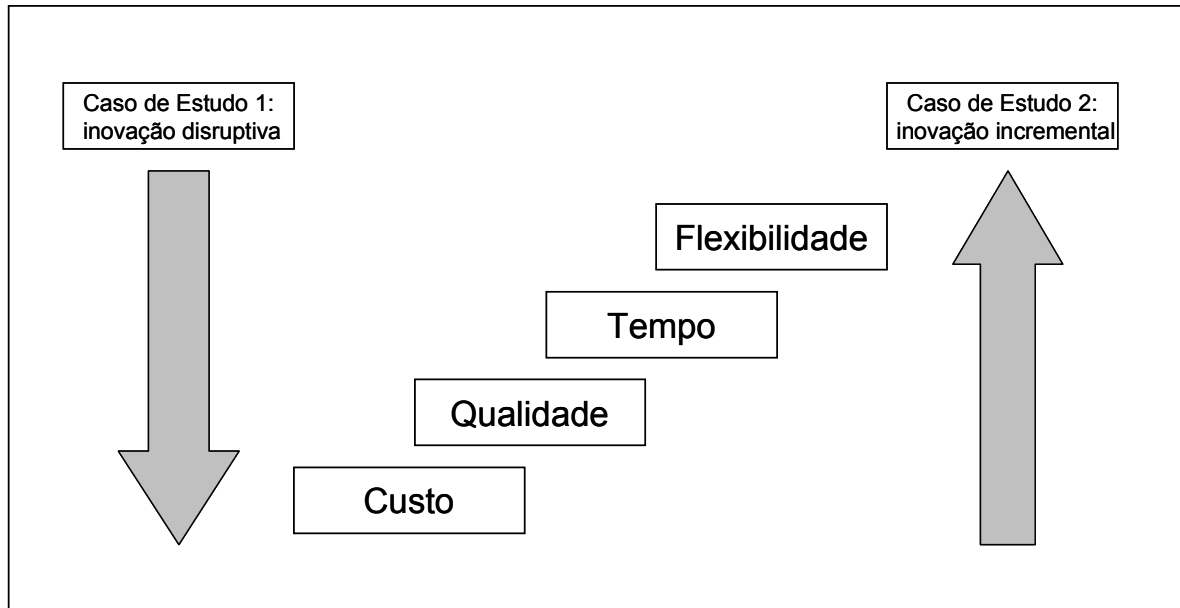 Caso de Estudo 1:
inovação disruptiva
Caso de Estudo 2:
inovação incremental
Flexibilidade
Tempo
Qualidade
Custo